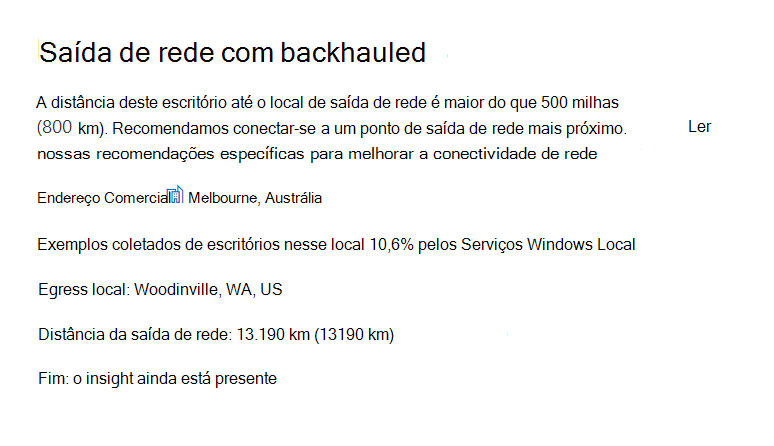 Saída de rede com backhauled
A distância deste escritório até o local de saída de rede é maior do que 500 milhas
(800 km). Recomendamos conectar-se a um ponto de saída de rede mais próximo. Ler
nossas recomendações específicas para melhorar a conectividade de rede
Endereço Comercial Melbourne, Austrália
Exemplos coletados de escritórios nesse local 10,6% pelos Serviços Windows Local
Egress local: Woodinville, WA, US
Distância da saída de rede: 13.190 km (13190 km)
Fim: o insight ainda está presente